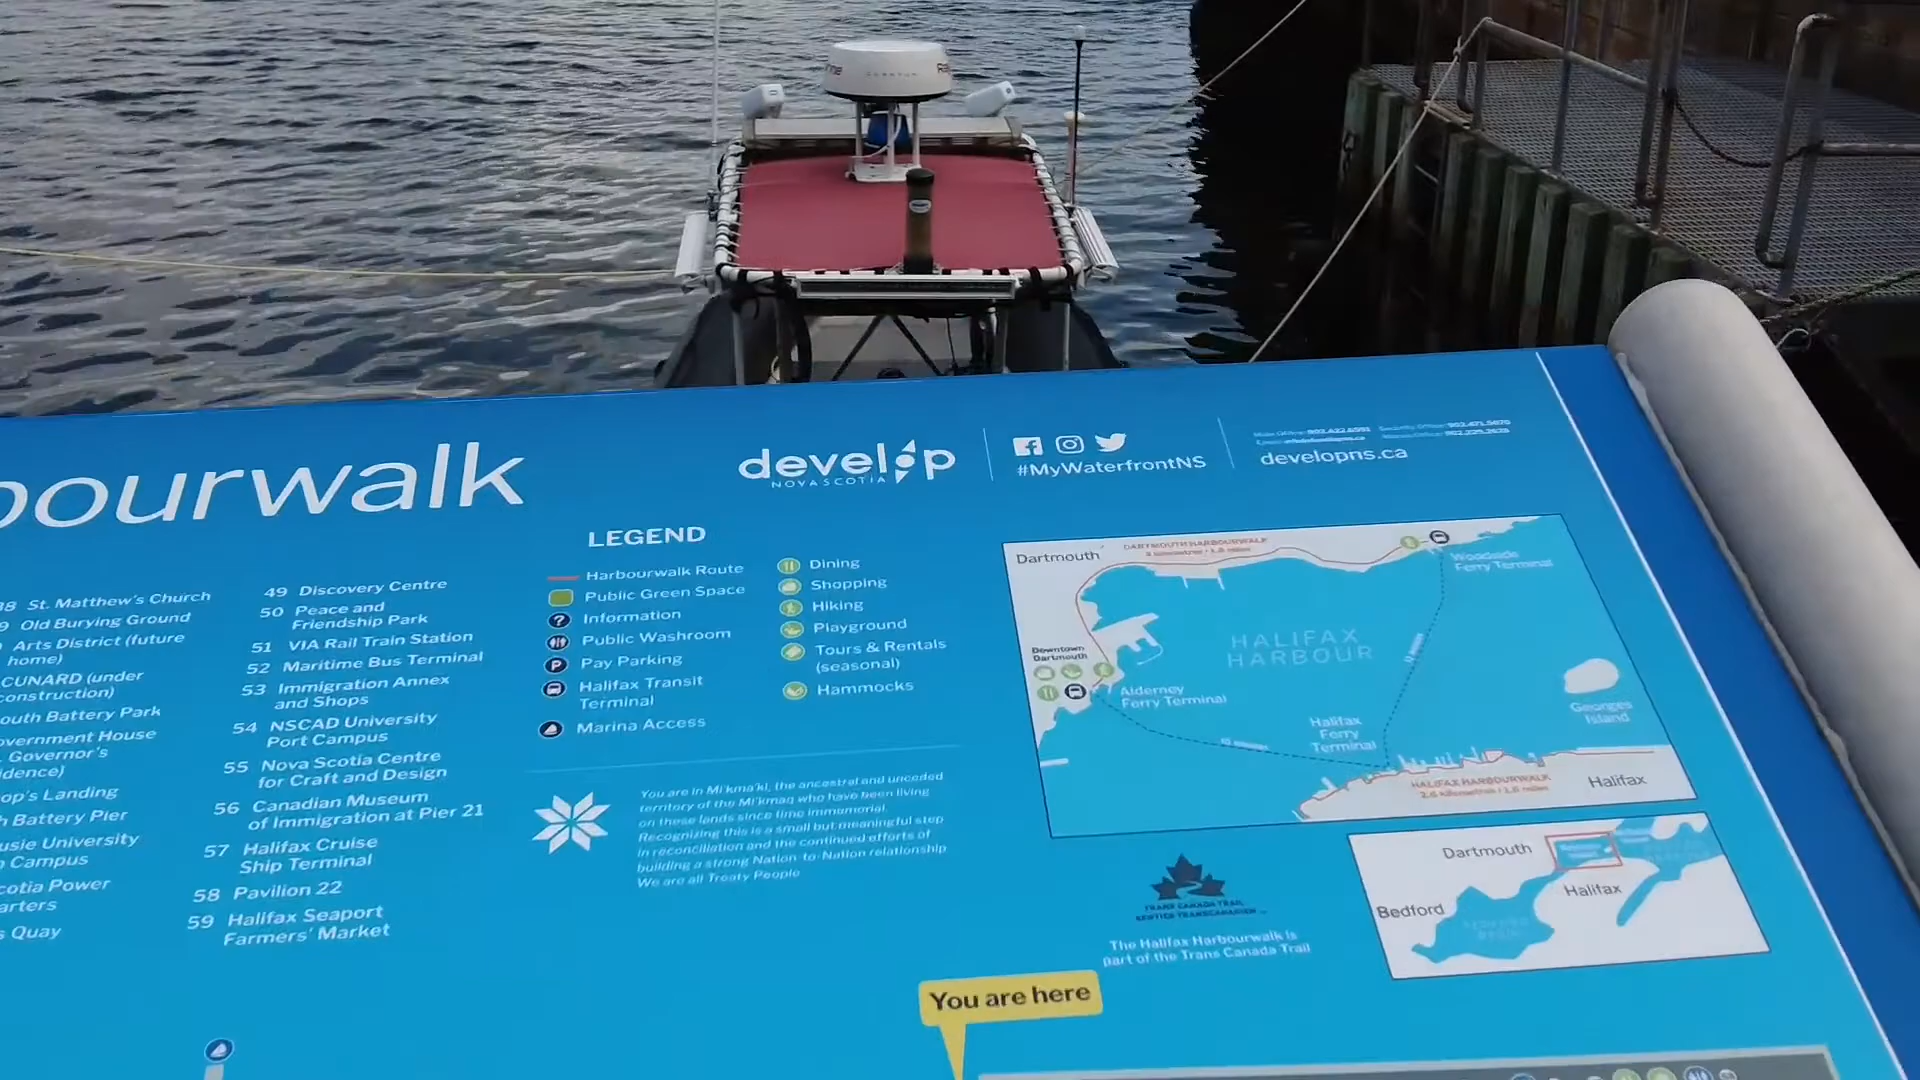 bourwalk
develop
NOVA SCOTIA
#MyWaterfrontNS
developns.ca
38 St. Matthew's Church
Old Burying Ground
Arts District (future
home)
CUNARD (under
construction)
outh Battery Park
overnment House
Governor's
idence)
op's Landing
h Battery Pier
usie University
Campus
cotia Power
arters
s Quay
49 Discovery Centre
50 Peace and
Friendship Park
51 VIA Rail Train Station
52 Maritime Bus Terminal
53 Immigration Annex
and Shops
54 NSCAD University
Port Campus
55 Nova Scotia Centre
for Craft and Design
56 Canadian Museum
of Immigration at Pier 21
57 Halifax Cruise
Ship Terminal
58 Pavilion 22
59 Halifax Seaport
Farmers' Market
LEGEND
Harbourwalk Route
Public Green Space
Information
Public Washroom
Pay Parking
Halifax Transit
Terminal
Marina Access
Dining
Shopping
Hiking
Playground
Tours & Rentals
(seasonal)
Hammocks
You are in Mi'kma'ki, the ancestral and unceded
territory of the Mi'kmaq who have been living
on these lands since time immemorial.
Recognizing this is a small but meaningful step
in reconciliation and the continued efforts of
building a strong Nation-to-Nation relationship
We are all Treaty People
Dartmouth
DARTMOUTH HARBOURWALK
Woodside
Ferry Terminal
HALIFAX
HARBOUR
Downtown
Dartmouth
Alderney
Ferry Terminal
Halifax
Ferry
Terminal
Georges
Island
HALIFAX HARBOURWALK
Halifax
Dartmouth
Halifax
Bedford
TRANS CANADA TRAIL
SENTIER TRANSCANADIEN
The Halifax Harbourwalk is
part of the Trans Canada Trail
You are here